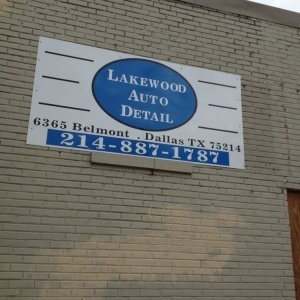 LAKEWOOD
AUTO
DETAIL
6365 Belmont . Dallas TX 75214
214-887-1787